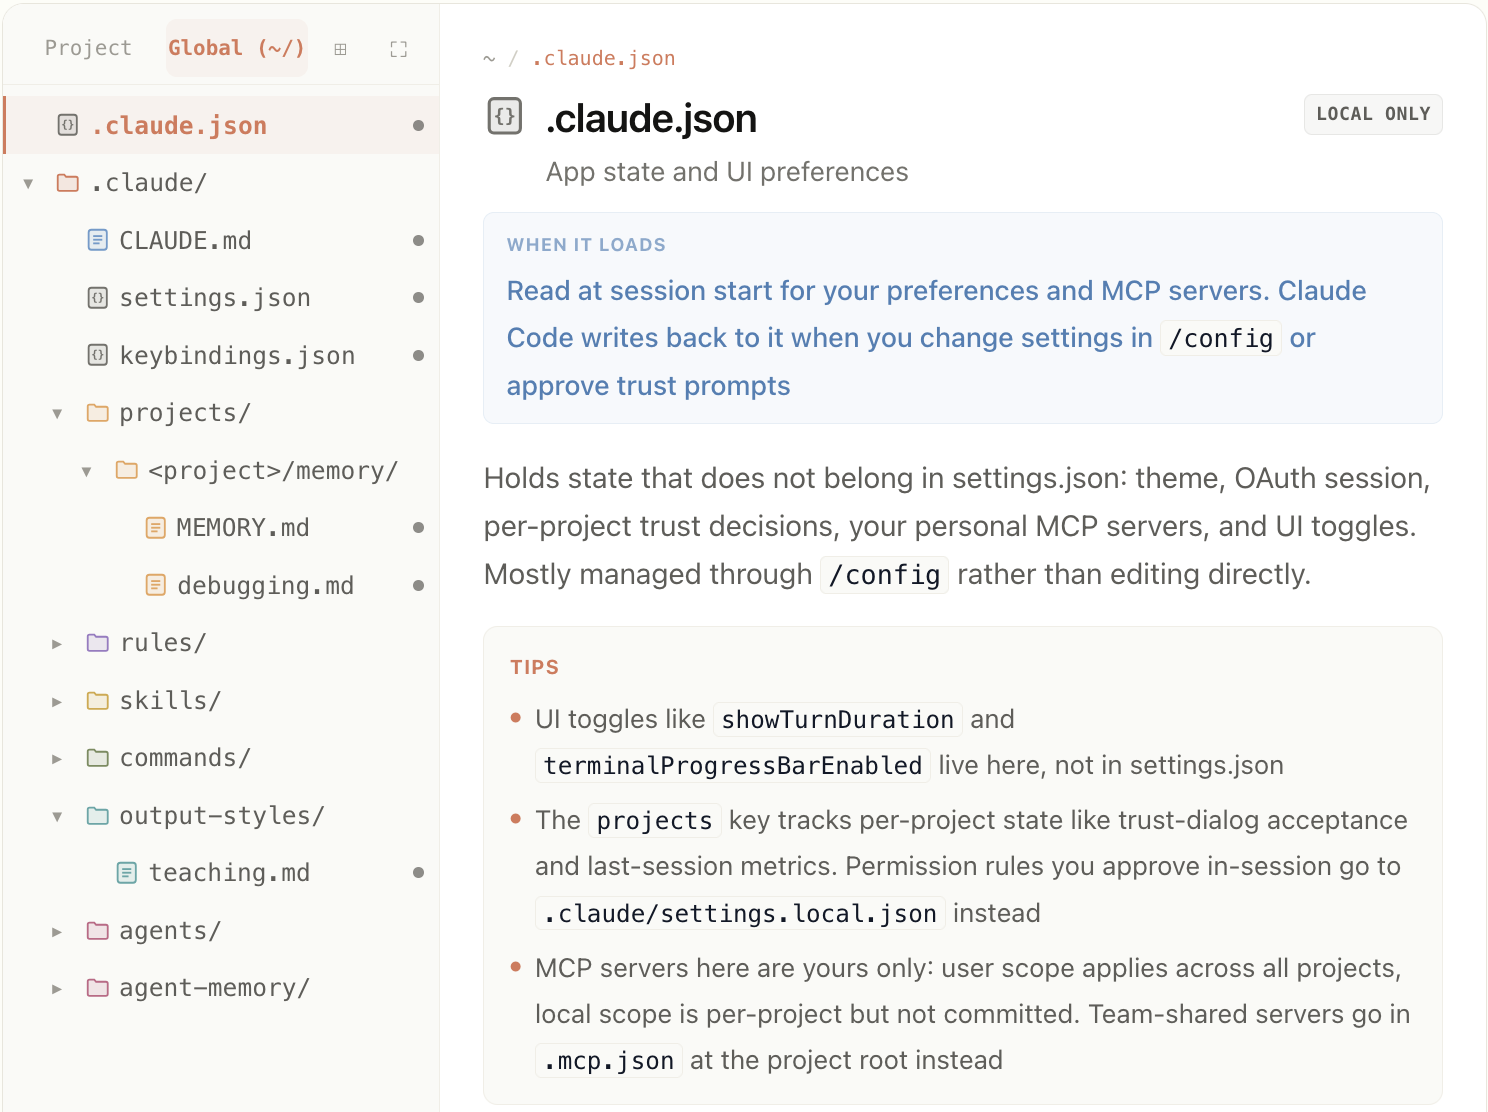 Project Global (~/)
.claude.json
.claude/
CLAUDE.md
settings.json
keybindings.json
projects/
<project>/memory/
MEMORY.md
debugging.md
rules/
skills/
commands/
output-styles/
teaching.md
agents/
agent-memory/
~ / .claude.json
{} .claude.json
LOCAL ONLY
App state and UI preferences
WHEN IT LOADS
Read at session start for your preferences and MCP servers. Claude
Code writes back to it when you change settings in /config or
approve trust prompts
Holds state that does not belong in settings.json: theme, OAuth session,
per-project trust decisions, your personal MCP servers, and UI toggles.
Mostly managed through /config rather than editing directly.
TIPS
UI toggles like showTurnDuration and
terminalProgressBarEnabled live here, not in settings.json
The projects key tracks per-project state like trust-dialog acceptance
and last-session metrics. Permission rules you approve in-session go to
.claude/settings.local.json instead
MCP servers here are yours only: user scope applies across all projects,
local scope is per-project but not committed. Team-shared servers go in
.mcp.json at the project root instead